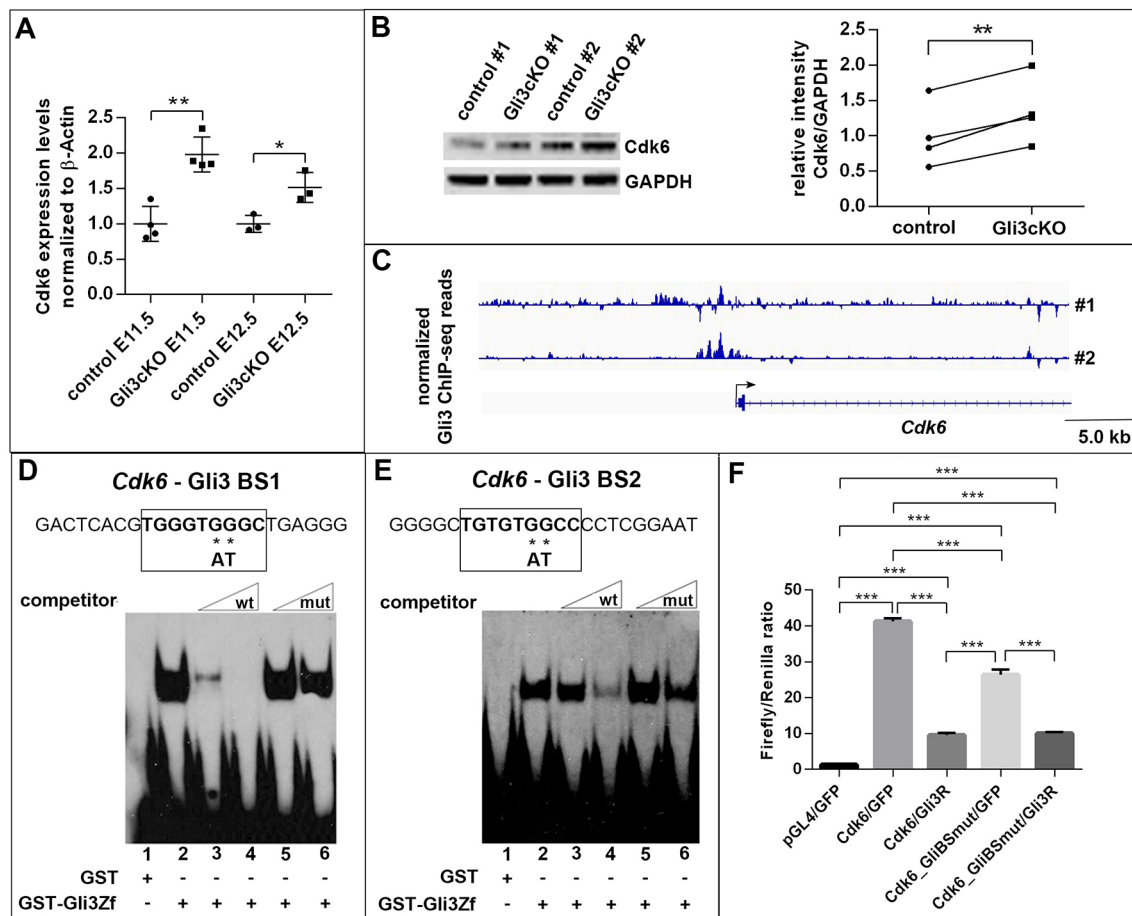 A
Cdk6 expression levels
normalized to β-Actin
2.5
2.0
1.5
1.0
0.5
0.0
**
*
control E11.5
Gli3cKO E11.5
control E12.5
Gli3cKO E12.5
B
control #1
Gli3cKO #1
control #2
Gli3cKO #2
Cdk6
GAPDH
relative intensity
Cdk6/GAPDH
2.5
2.0
1.5
1.0
0.5
0.0
**
control
Gli3cKO
C
normalized
Gli3 ChIP-seq reads
#1
#2
Cdk6
5.0 kb
D
Cdk6 - Gli3 BS1
GACTCACGTGGGTGGGCTGAGGG
* *
AT
competitor
wt
mut
1 2 3 4 5 6
GST + - - - - -
GST-Gli3Zf - + + + + +
E
Cdk6 - Gli3 BS2
GGGGCTGTGTGGCCCCTCGGAAT
* *
AT
competitor
wt
mut
1 2 3 4 5 6
GST + - - - - -
GST-Gli3Zf - + + + + +
F
***
***
***
***
***
*** ***
*** ***
Firefly/Renilla ratio
50
40
30
20
10
0
pGL4/GFP
Cdk6/GFP
Cdk6/Gli3R
Cdk6_GliBSmut/GFP
Cdk6_GliBSmut/Gli3R